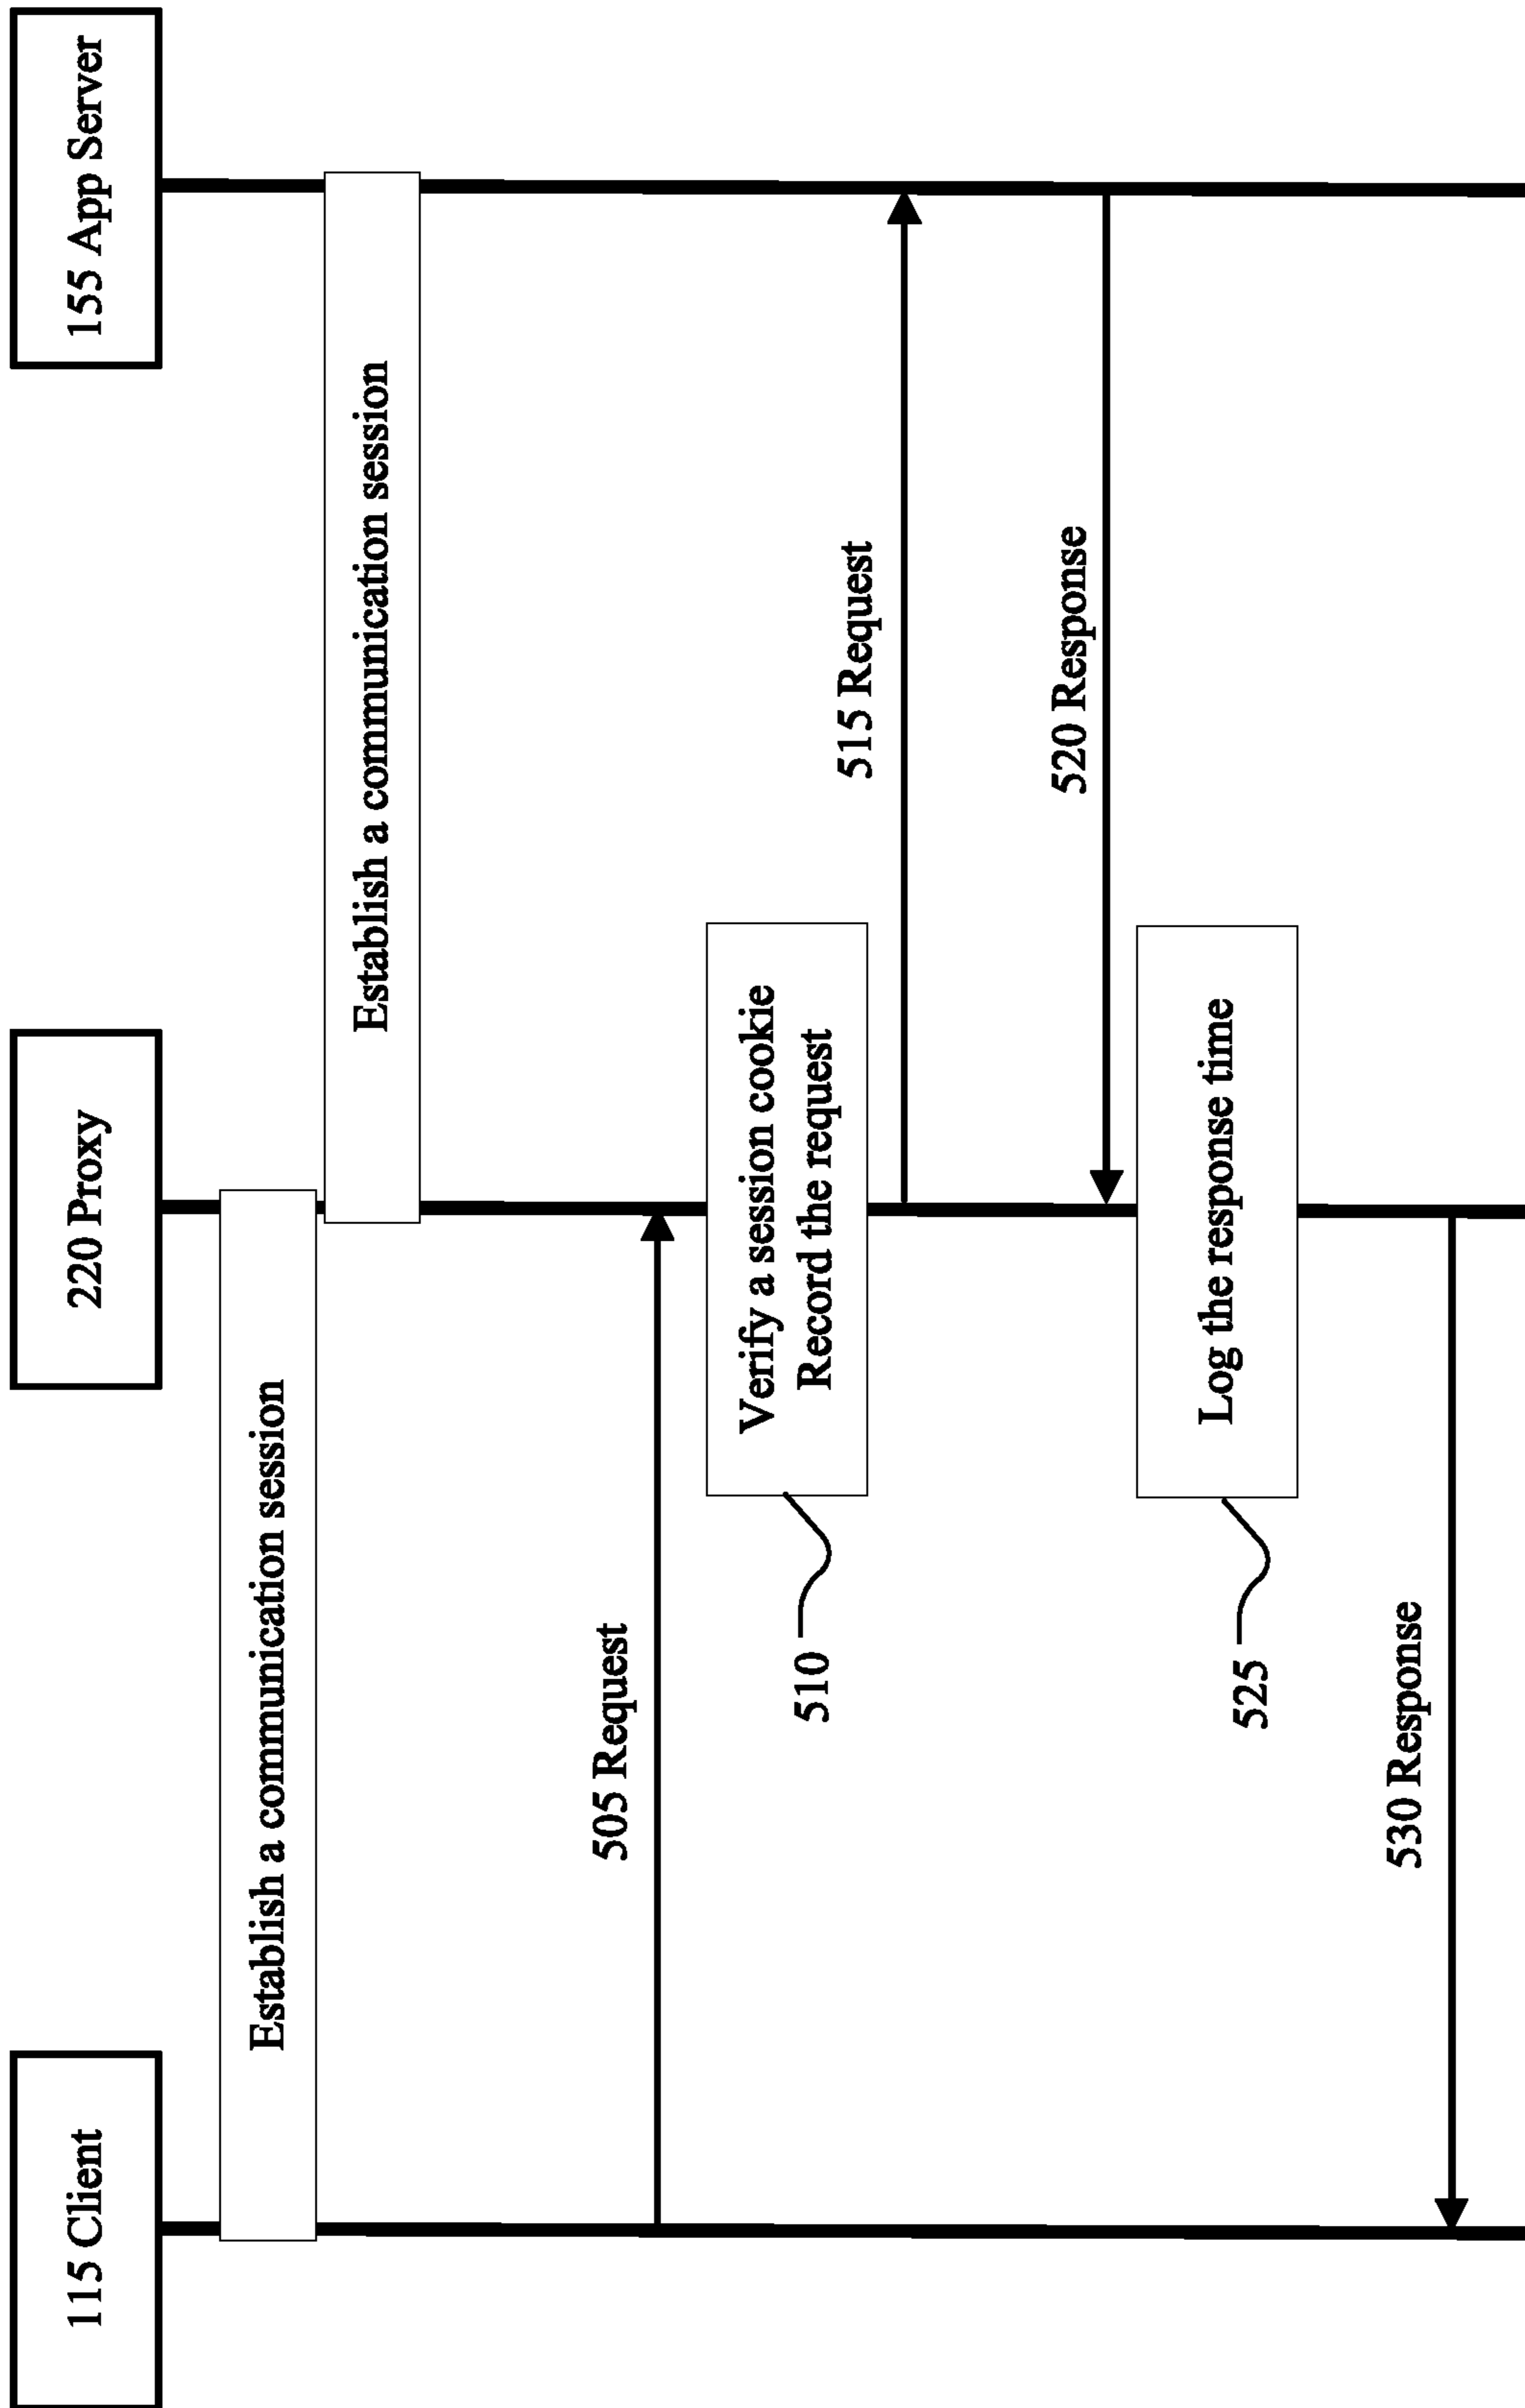 115 Client
220 Proxy
155 App Server
Establish a communication session
Establish a communication session
505 Request
Verify a session cookie
Record the request
510
515 Request
520 Response
Log the response time
525
530 Response